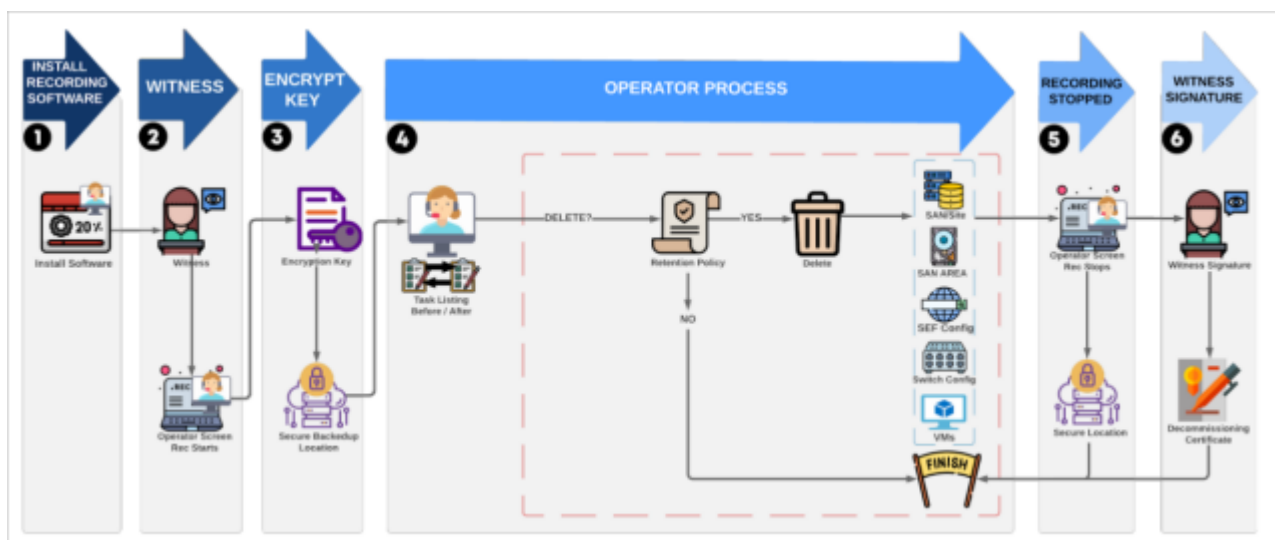 INSTALL
RECORDING
SOFTWARE
WITNESS
ENCRYPT
KEY
OPERATOR PROCESS
RECORDING
STOPPED
WITNESS
SIGNATURE
1
2
3
4
5
6
20%
Install Software
Witness
Encryption Key
Task Listing
Before / After
DELETE?
Retention Policy
YES
Delete
NO
SAN/Site
SAN AREA
SEF Config
Switch Config
VMs
FINISH
.REC
Operator Screen
Rec Starts
Secure Backedup
Location
.REC
Operator Screen
Rec Stops
Secure Location
Witness Signature
Decommissioning
Certificate